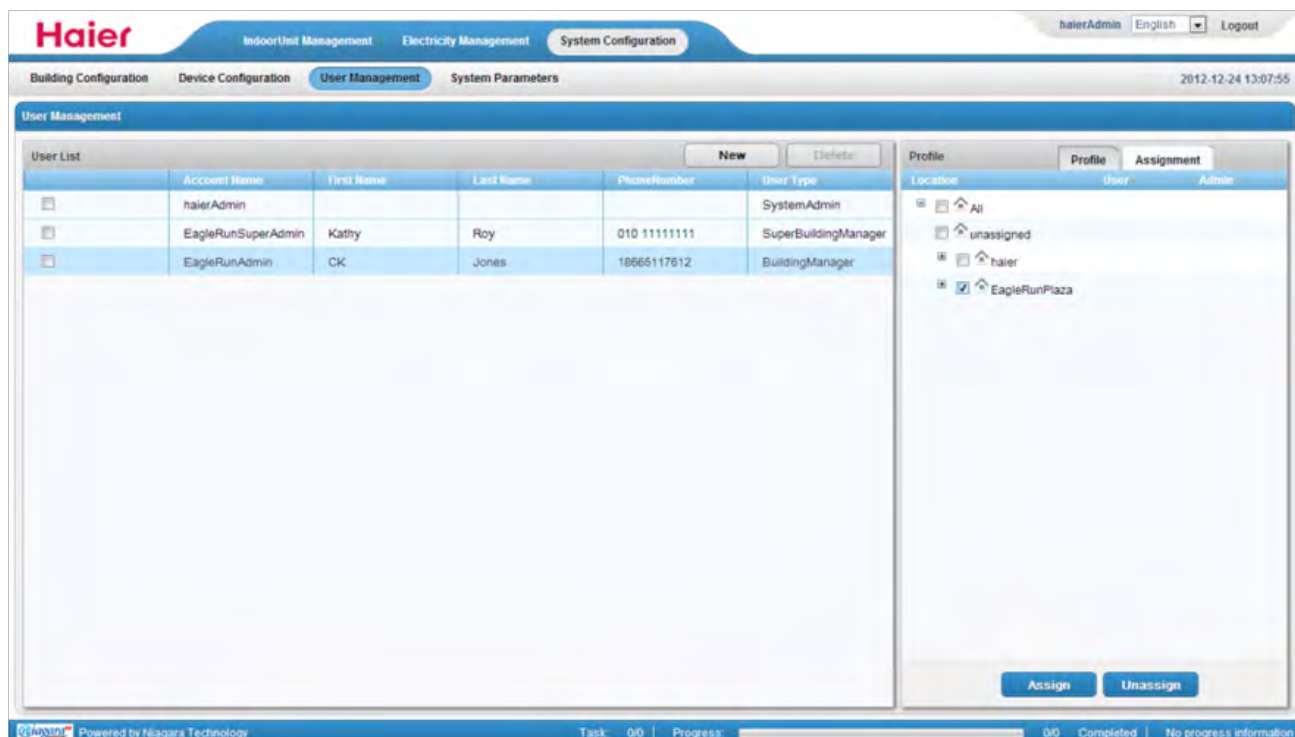 Haier
IndoorUnit Management Electricity Management System Configuration
haierAdmin English Logout
Building Configuration Device Configuration User Management System Parameters 2012-12-24 13:07:55
User Management
User List New Delete
Account Name First Name Last Name PhoneNumber User Type
haierAdmin SystemAdmin
EagleRunSuperAdmin Kathy Roy 010 11111111 SuperBuildingManager
EagleRunAdmin CK Jones 18665117612 BuildingManager
Profile Profile Assignment
Location User Admin
All
unassigned
haier
EagleRunPlaza
Assign Unassign
Powered by Niagara Technology Task: 0/0 Progress: 0/0 Completed No progress information